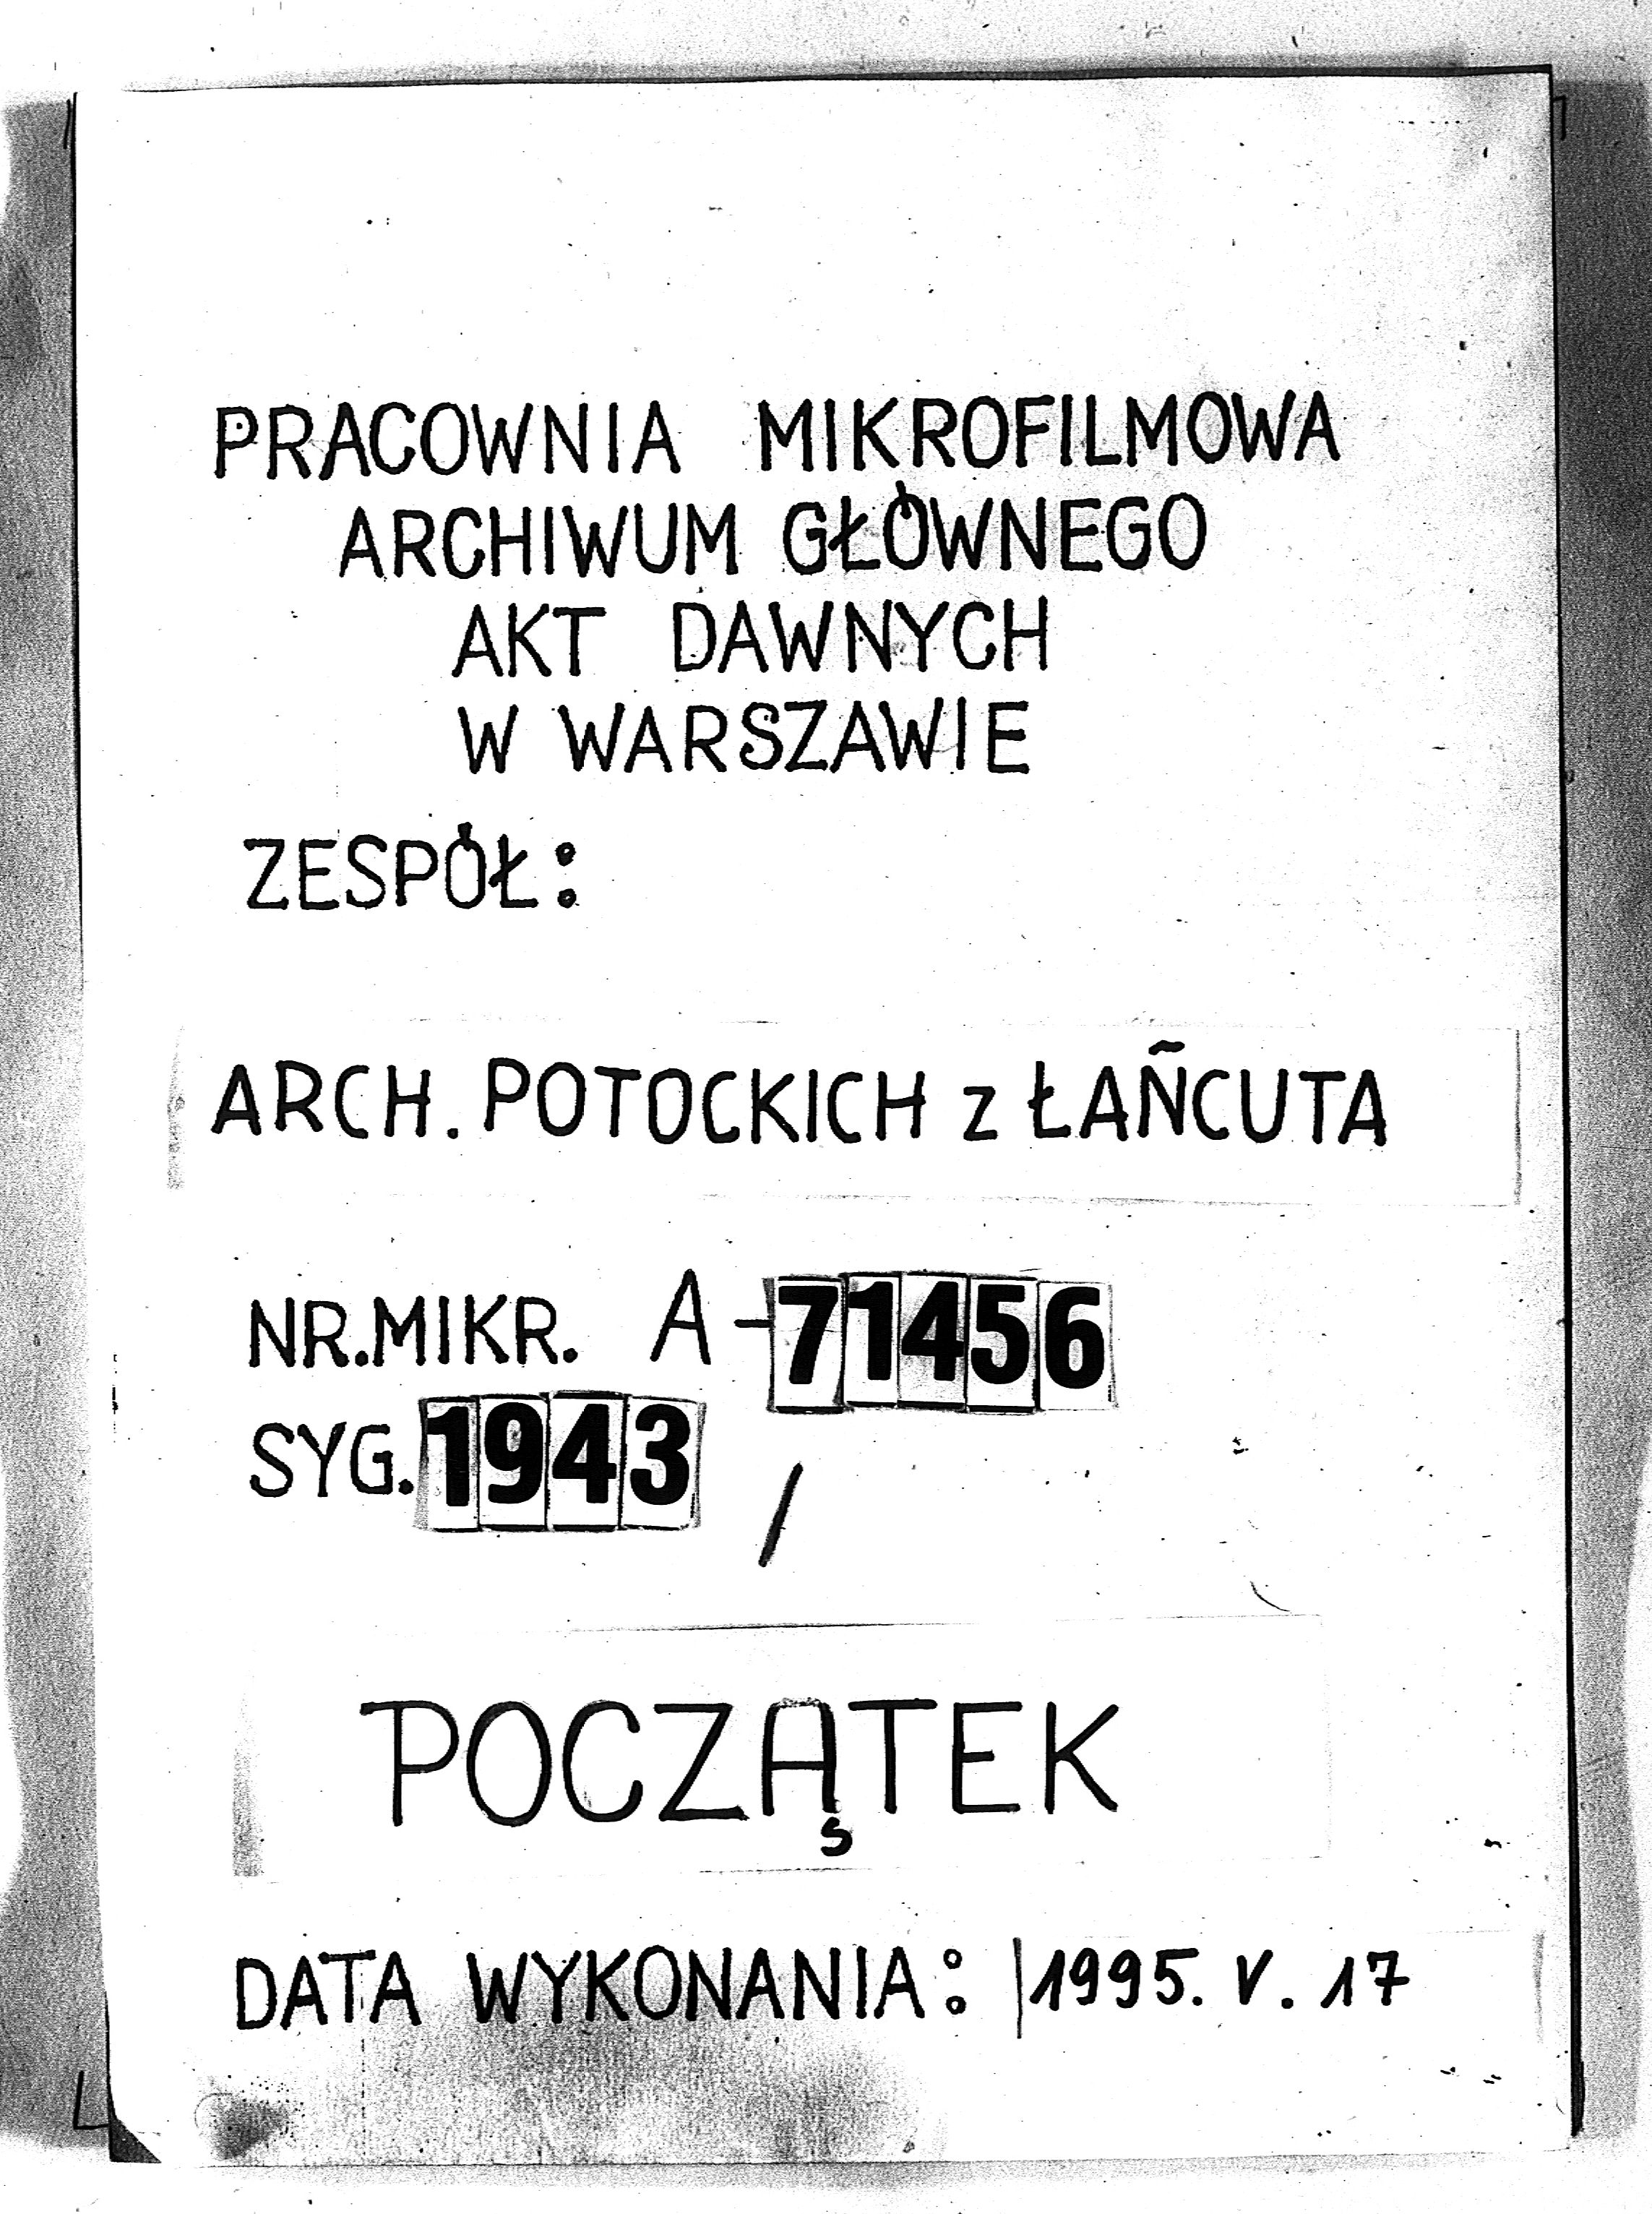 PRACOWNIA MIKROFILMOWA
ARCHIWUM GŁÓWNEGO
AKT DAWNYCH
W WARSZAWIE
ZESPÓŁ:
ARCH. POTOCKICH z ŁAŃCUTA
NR.MIKR. A-71456
SYG. 1943 /
POCZĄTEK
DATA WYKONANIA: 1995. V. 17